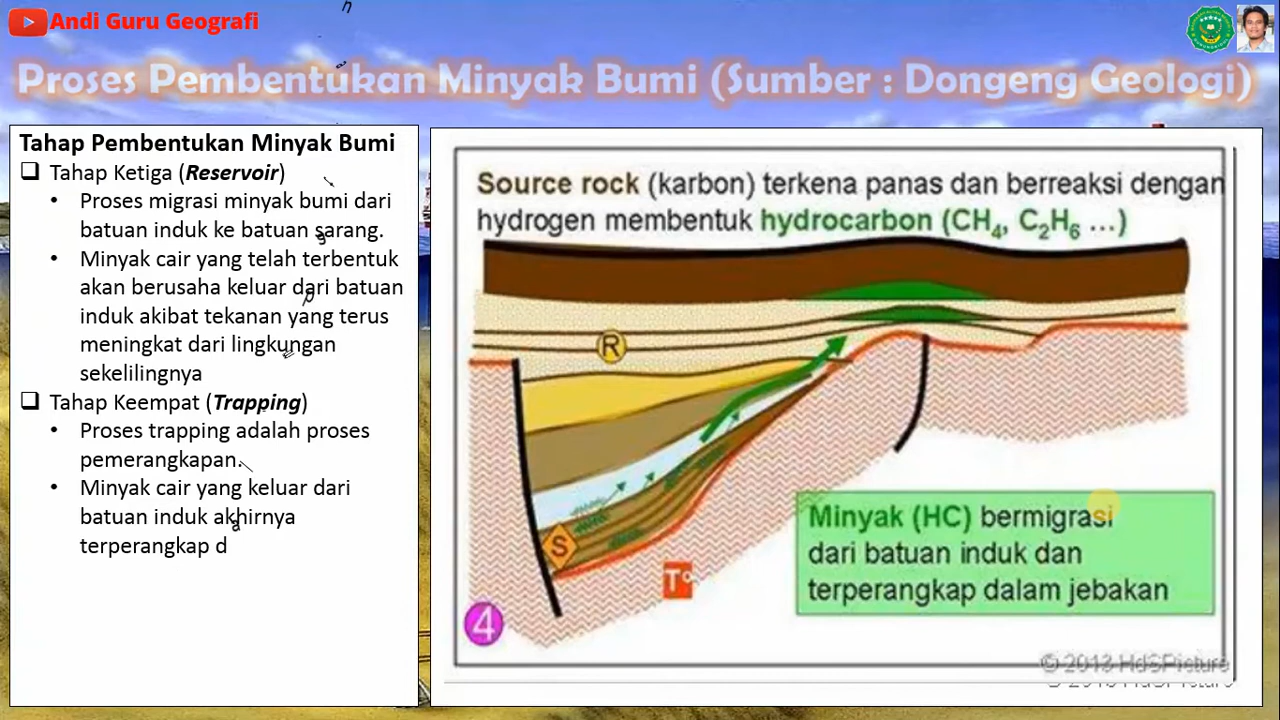 Andi Guru Geografi
Proses Pembentukan Minyak Bumi (Sumber : Dongeng Geologi)
Tahap Pembentukan Minyak Bumi
Tahap Ketiga (Reservoir)
Proses migrasi minyak bumi dari
batuan induk ke batuan sarang.
Minyak cair yang telah terbentuk
akan berusaha keluar dari batuan
induk akibat tekanan yang terus
meningkat dari lingkungan
sekelilingnya
Tahap Keempat (Trapping)
Proses trapping adalah proses
pemerangkapan.
Minyak cair yang keluar dari
batuan induk akhirnya
terperangkap d
Source rock (karbon) terkena panas dan berreaksi dengan
hydrogen membentuk hydrocarbon (CH₄, C₂H₆ ...)
R
S
T°
Minyak (HC) bermigrasi
dari batuan induk dan
terperangkap dalam jebakan
4
© 2013 HdSPicture